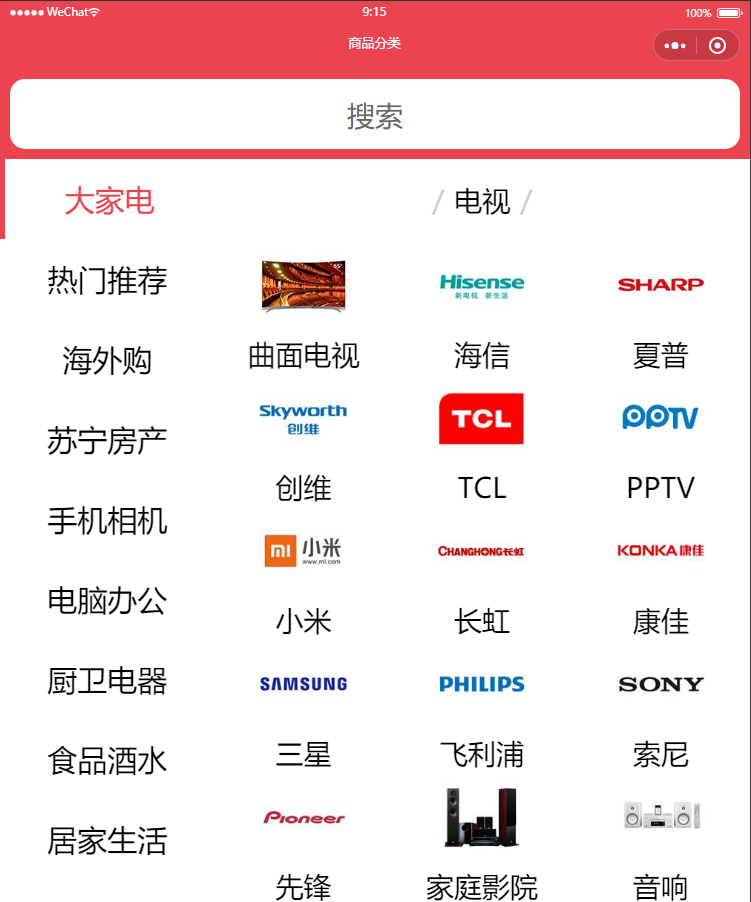 WeChat 9:15 100%
商品分类
搜索
大家电
/ 电视 /
热门推荐
海外购
苏宁房产
手机相机
电脑办公
厨卫电器
食品酒水
居家生活
65"
Hisense
新电视 新生活
SHARP
曲面电视 海信 夏普
Skyworth
创维
TCL
PPTV
创维 TCL PPTV
mi 小米
www.mi.com
CHANGHONG长虹
KONKA康佳
小米 长虹 康佳
SAMSUNG PHILIPS SONY
三星 飞利浦 索尼
Pioneer
先锋 家庭影院 音响